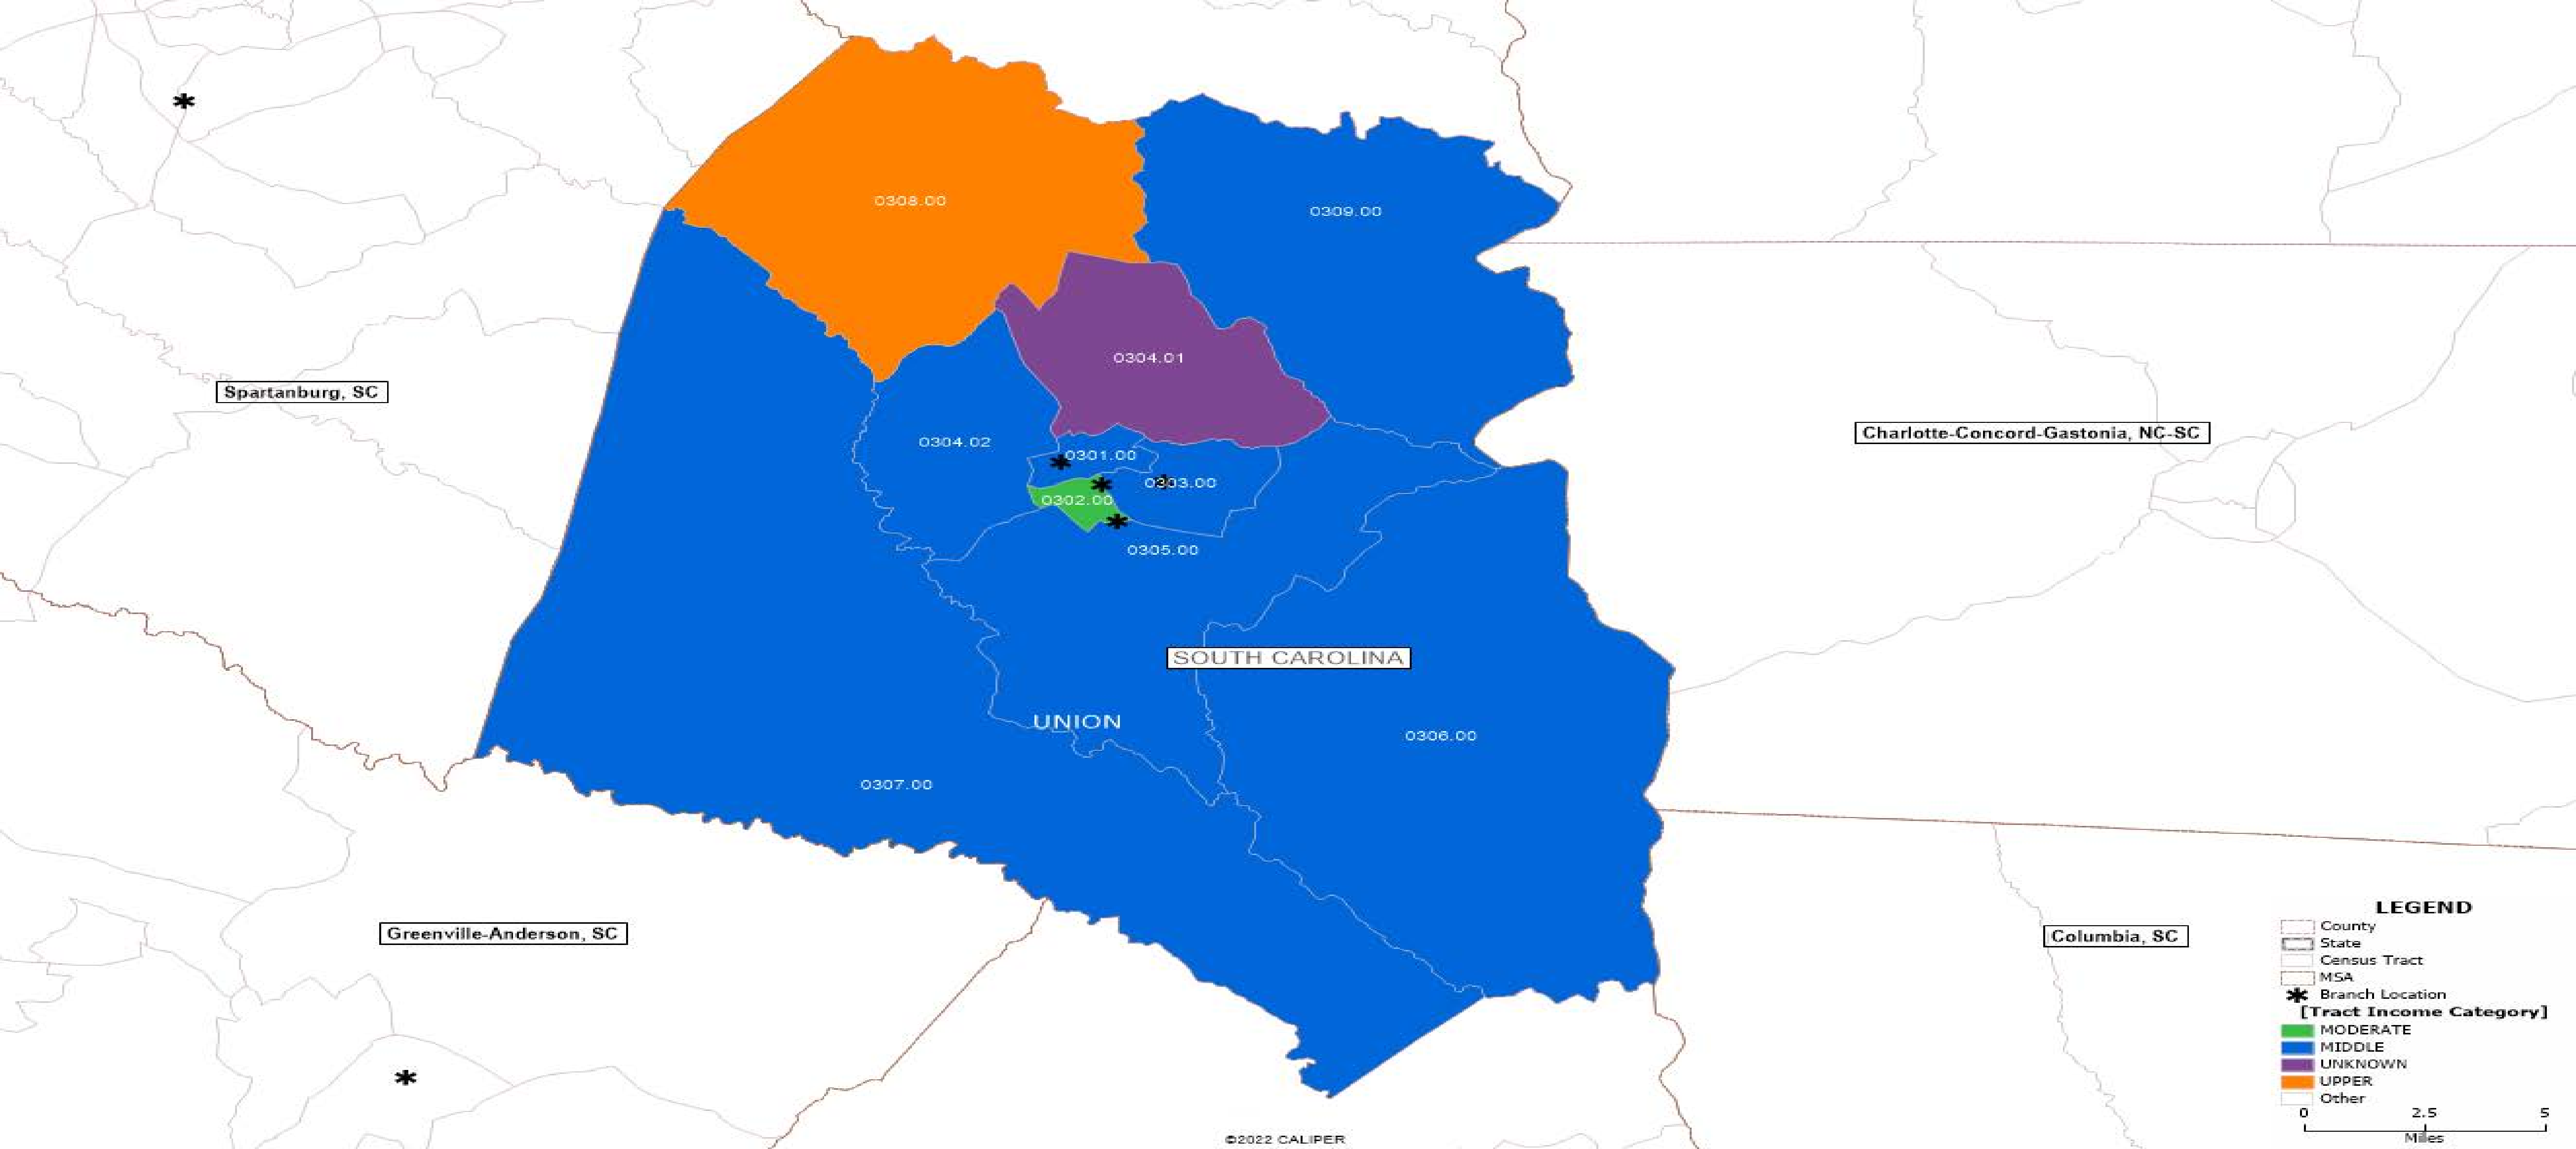 0308.00
0309.00
0304.01
Spartanburg, SC
Charlotte-Concord-Gastonia, NC-SC
0304.02
0301.00
0303.00
0302.00
0305.00
SOUTH CAROLINA
UNION
0306.00
0307.00
Greenville-Anderson, SC
Columbia, SC
LEGEND
County
State
Census Tract
MSA
Branch Location
[Tract Income Category]
MODERATE
MIDDLE
UNKNOWN
UPPER
Other
0 2.5 5
Miles
©2022 CALIPER